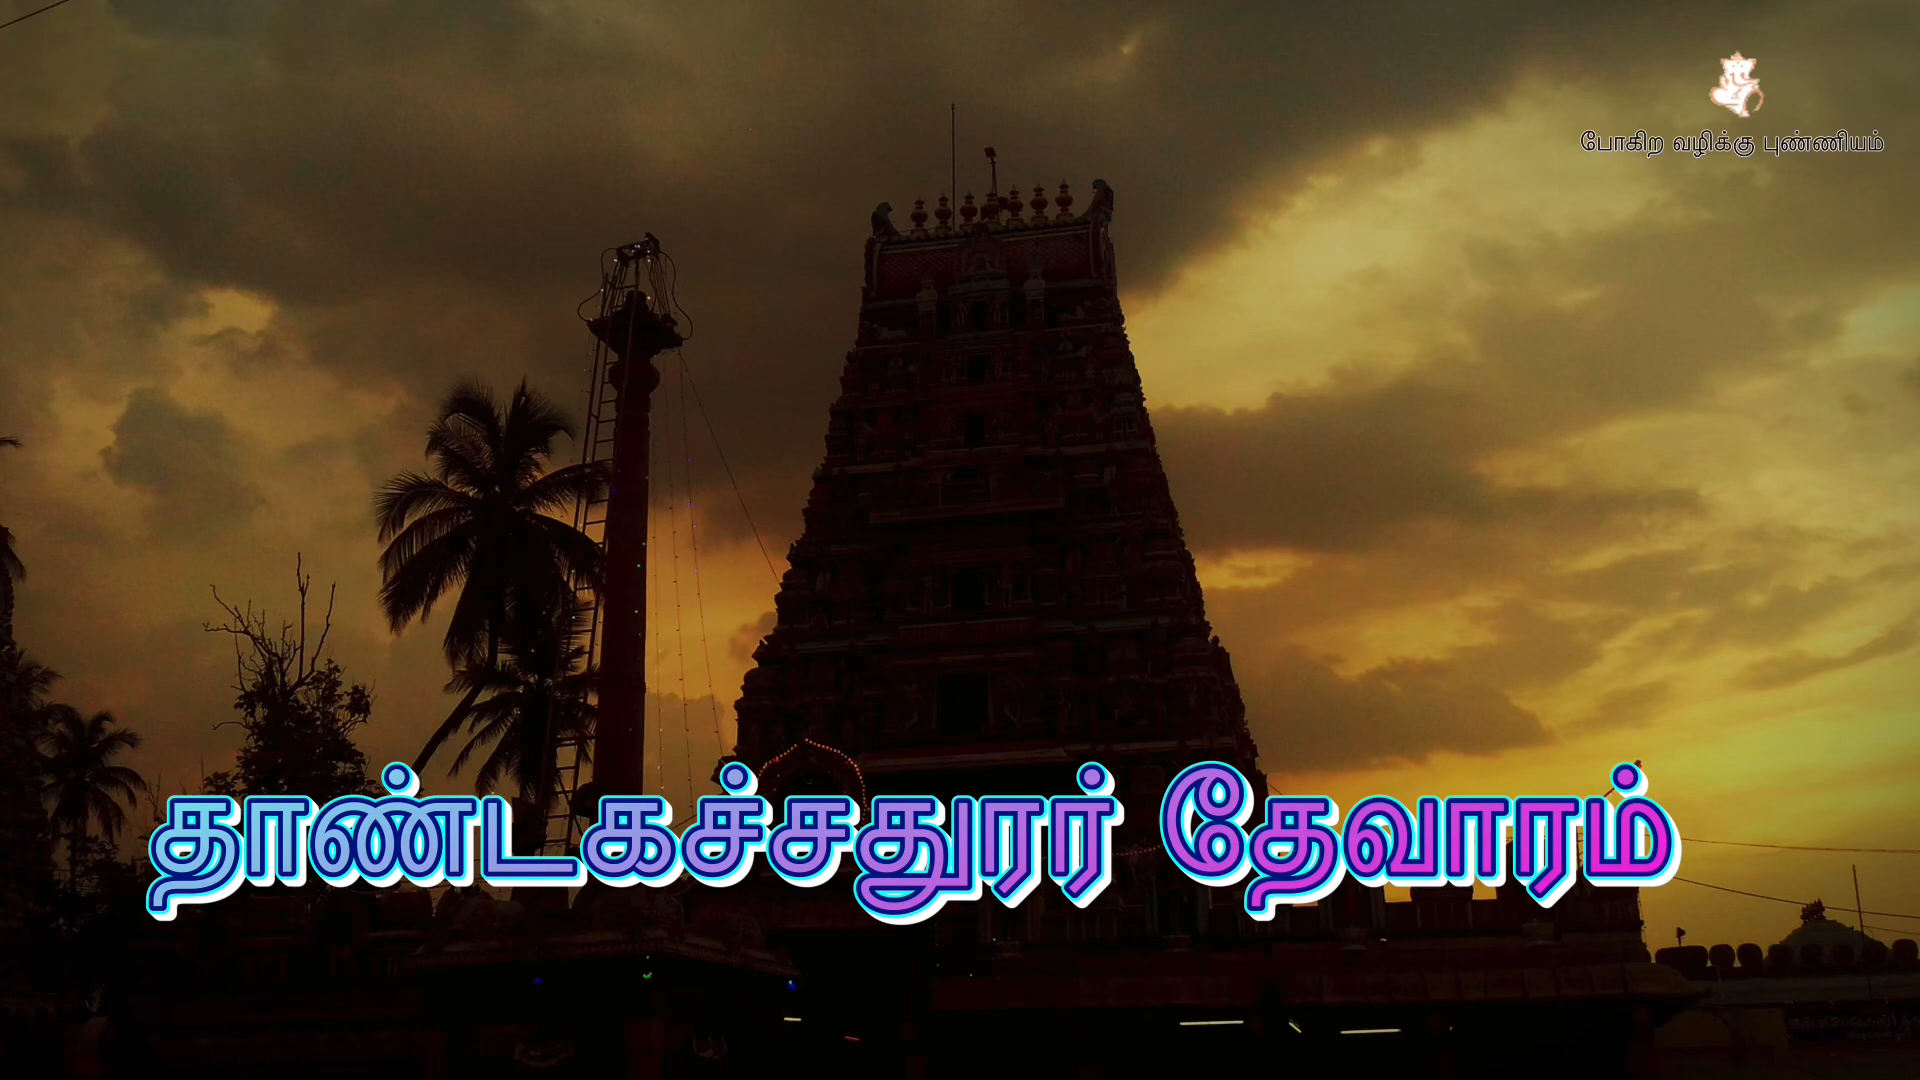 போகிற வழிக்கு புண்ணியம்
தாண்டகச்சதுரர் தேவாரம்